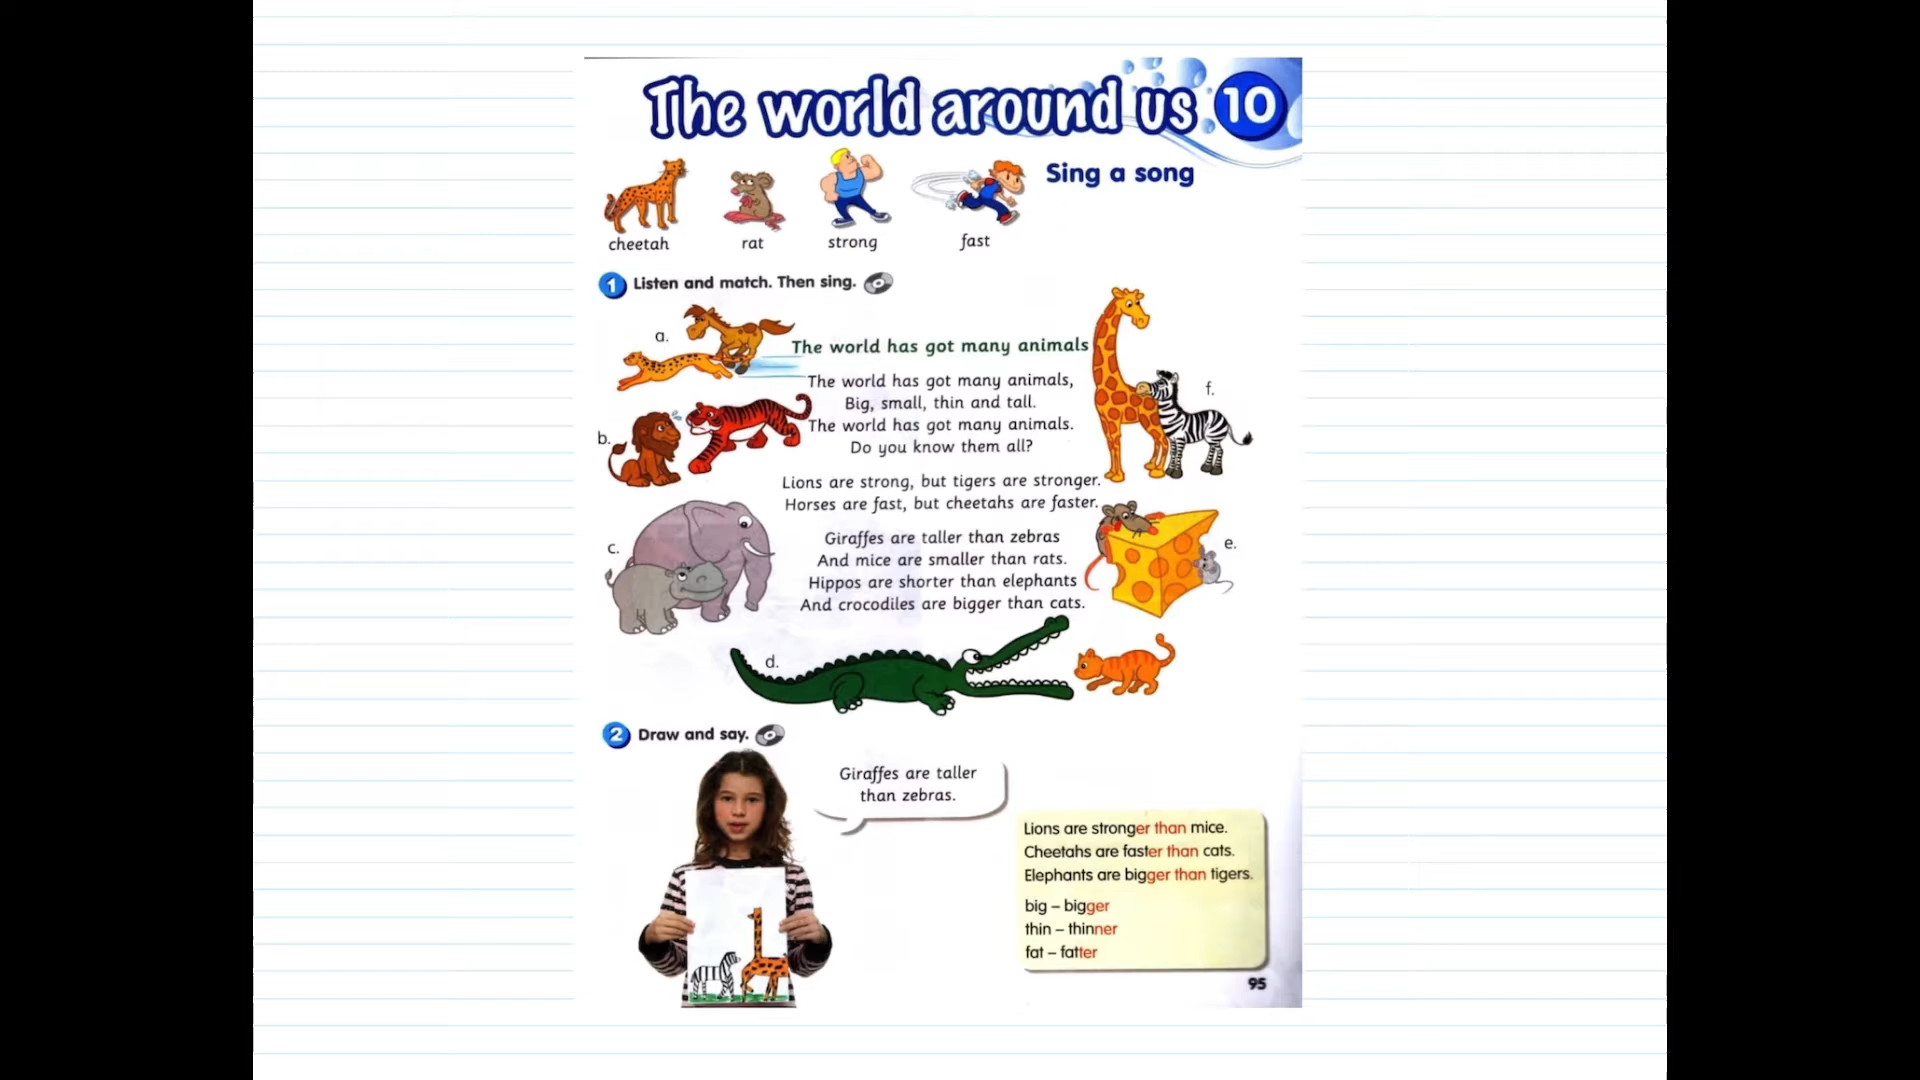 The world around us 10
Sing a song
cheetah
rat
strong
fast
1 Listen and match. Then sing.
a.
b.
c.
d.
e.
f.
The world has got many animals
The world has got many animals,
Big, small, thin and tall.
The world has got many animals.
Do you know them all?
Lions are strong, but tigers are stronger.
Horses are fast, but cheetahs are faster.
Giraffes are taller than zebras
And mice are smaller than rats.
Hippos are shorter than elephants
And crocodiles are bigger than cats.
2 Draw and say.
Giraffes are taller
than zebras.
Lions are stronger than mice.
Cheetahs are faster than cats.
Elephants are bigger than tigers.
big – bigger
thin – thinner
fat – fatter
95